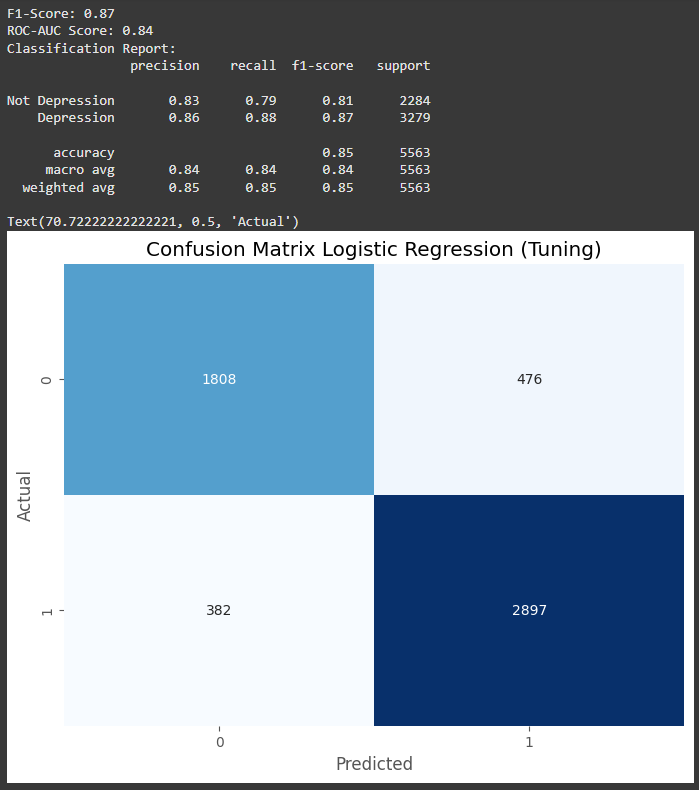 F1-Score: 0.87
ROC-AUC Score: 0.84
Classification Report:
precision recall f1-score support
Not Depression 0.83 0.79 0.81 2284
Depression 0.86 0.88 0.87 3279
accuracy 0.85 5563
macro avg 0.84 0.84 0.84 5563
weighted avg 0.85 0.85 0.85 5563
Text(70.72222222222221, 0.5, 'Actual')
Confusion Matrix Logistic Regression (Tuning)
0 1808 476
Actual
1 382 2897
0 1
Predicted